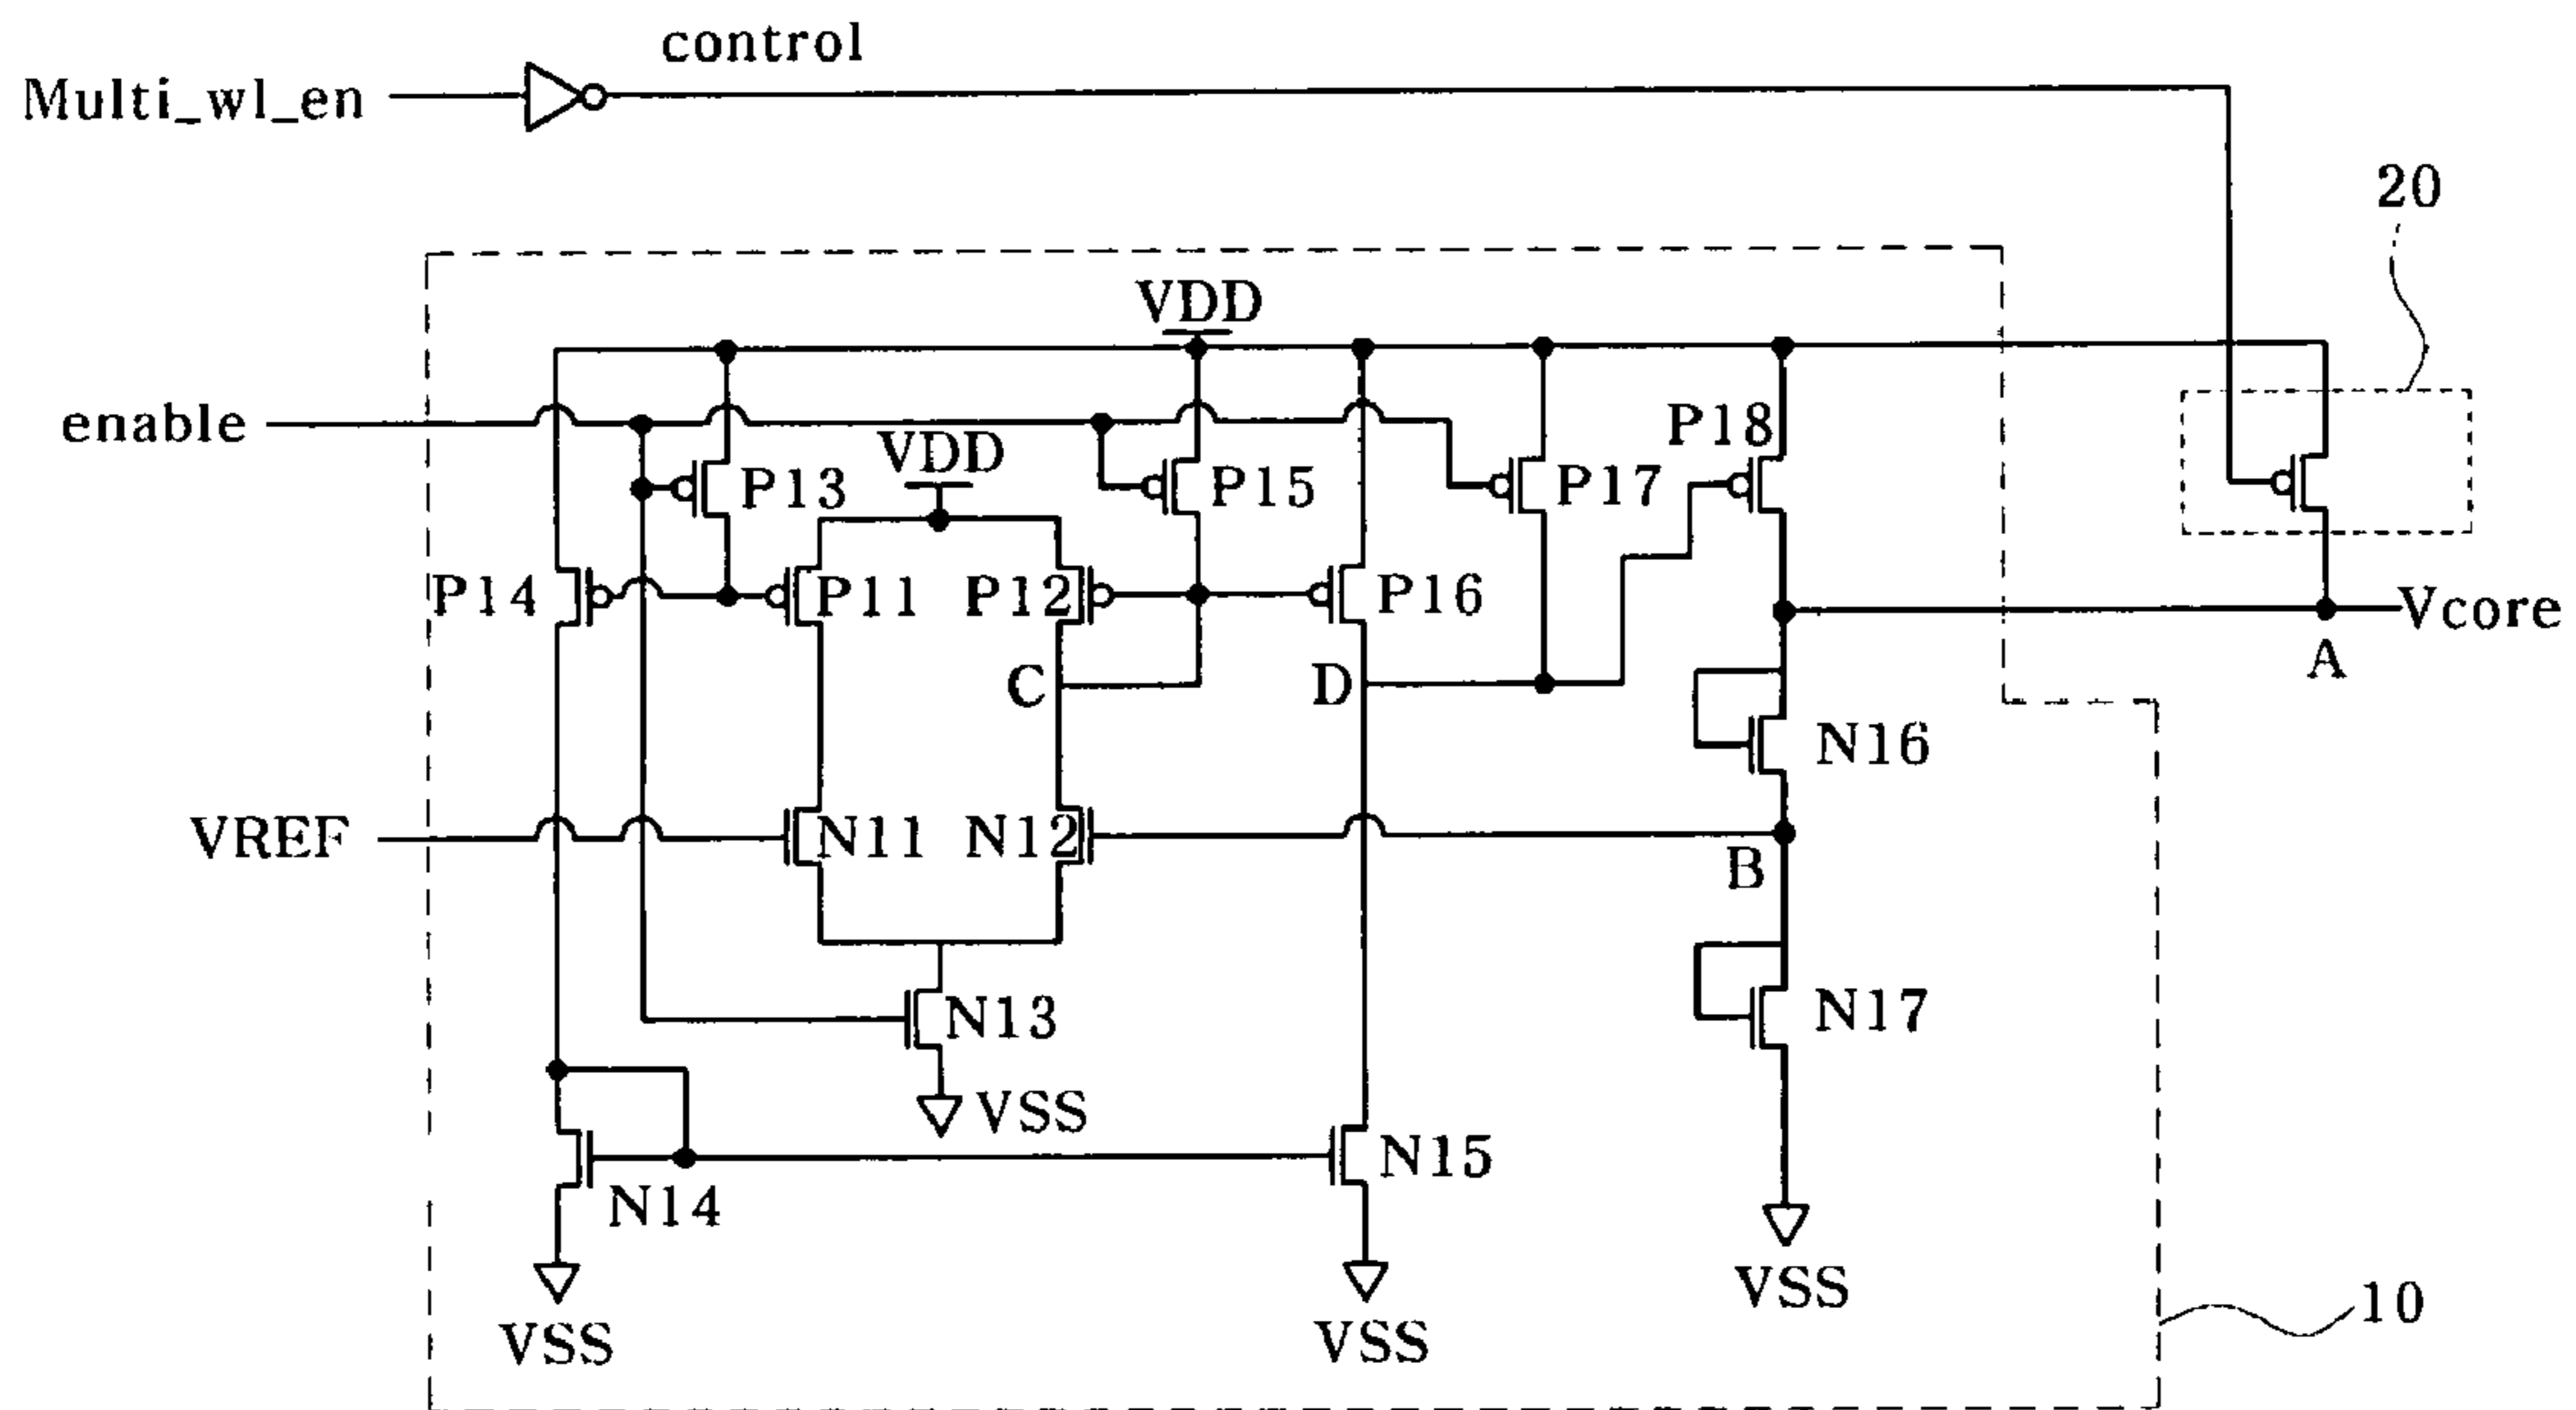 control
Multi_wl_en
20
VDD
enable
VDD
P18
P13
P15
P17
P14
P11
P12
P16
Vcore
C
D
A
N16
VREF
N11
N12
B
N13
N17
VSS
N15
N14
VSS
10
VSS
VSS